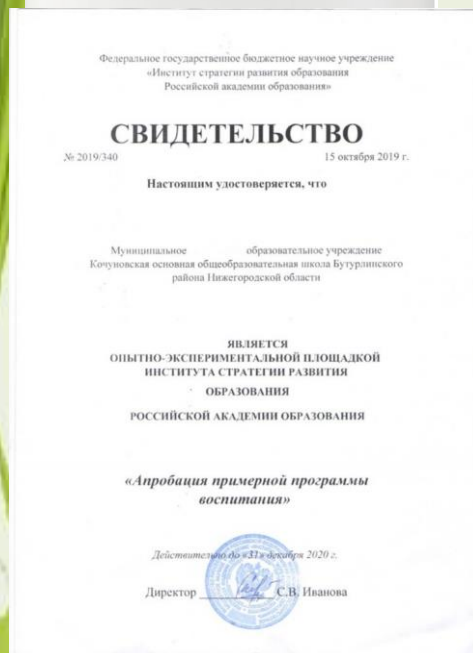 Федеральное государственное бюджетное научное учреждение
«Институт стратегии развития образования
Российской академии образования»
СВИДЕТЕЛЬСТВО
№ 2019/340 15 октября 2019 г.
Настоящим удостоверяется, что
Муниципальное образовательное учреждение
Кочуновская основная общеобразовательная школа Бутурлинского
района Нижегородской области
ЯВЛЯЕТСЯ
ОПЫТНО-ЭКСПЕРИМЕНТАЛЬНОЙ ПЛОЩАДКОЙ
ИНСТИТУТА СТРАТЕГИИ РАЗВИТИЯ
ОБРАЗОВАНИЯ
РОССИЙСКОЙ АКАДЕМИИ ОБРАЗОВАНИЯ
«Апробация примерной программы
воспитания»
Действительно до «31» декабря 2020 г.
Директор С.В. Иванова